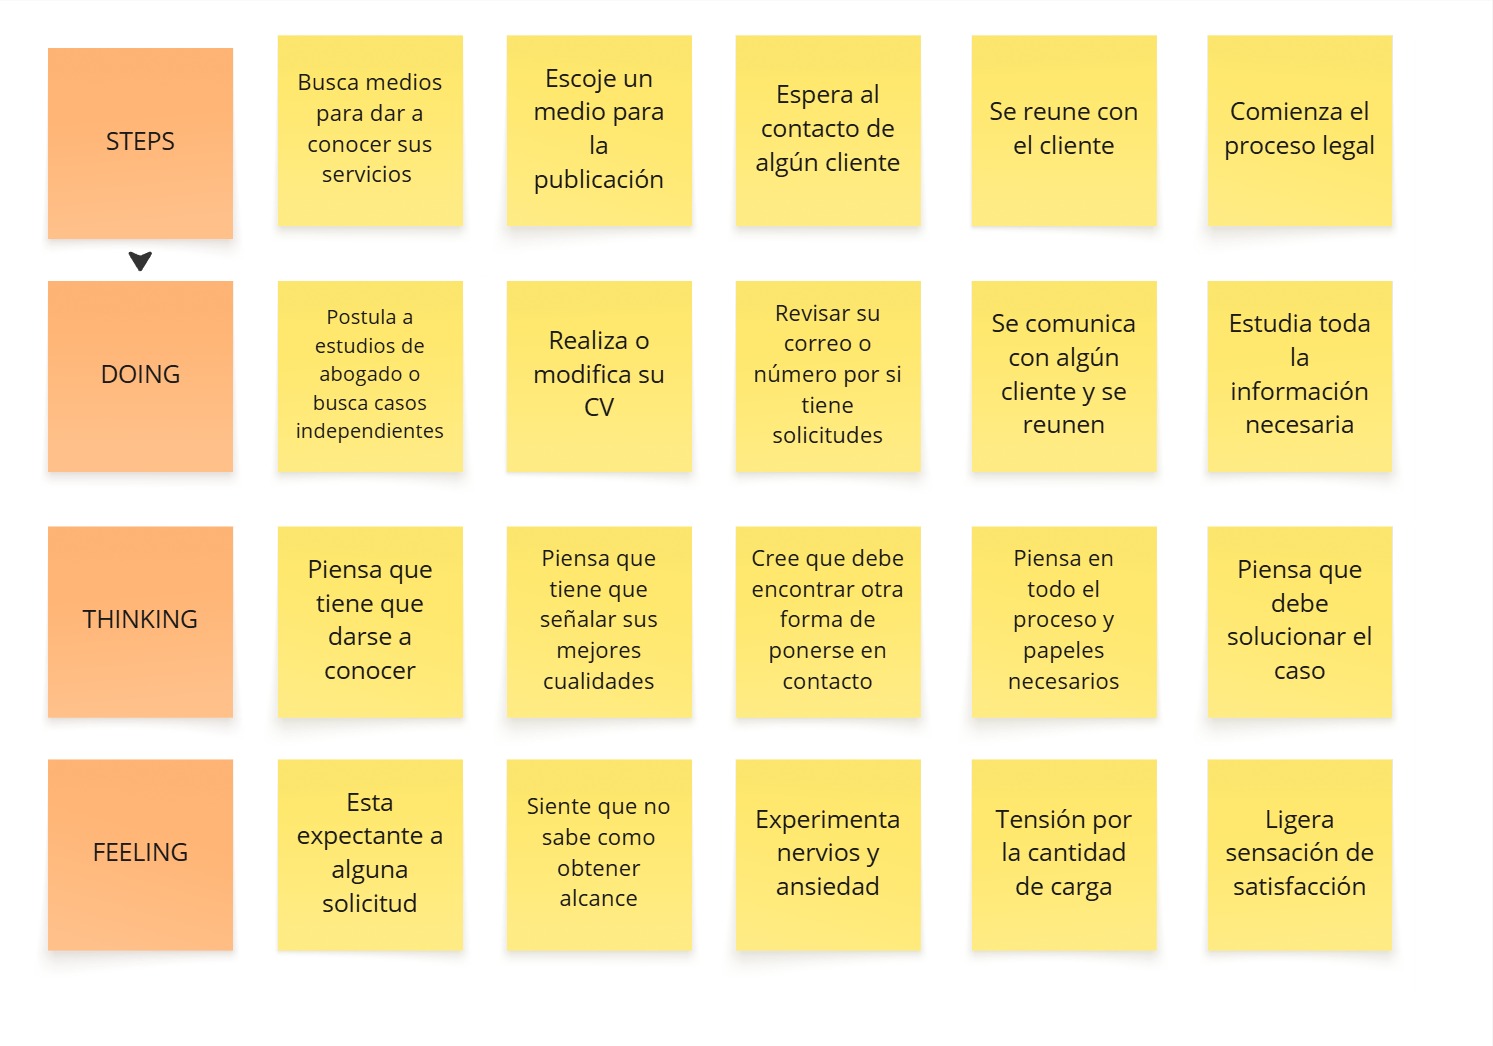 STEPS
Busca medios
para dar a
conocer sus
servicios
Escoje un
medio para
la
publicación
Espera al
contacto de
algún cliente
Se reune con
el cliente
Comienza el
proceso legal
DOING
Postula a
estudios de
abogado o
busca casos
independientes
Realiza o
modifica su
CV
Revisar su
correo o
número por si
tiene
solicitudes
Se comunica
con algún
cliente y se
reunen
Estudia toda
la
información
necesaria
THINKING
Piensa que
tiene que
darse a
conocer
Piensa que
tiene que
señalar sus
mejores
cualidades
Cree que debe
encontrar otra
forma de
ponerse en
contacto
Piensa en
todo el
proceso y
papeles
necesarios
Piensa que
debe
solucionar el
caso
FEELING
Esta
expectante a
alguna
solicitud
Siente que no
sabe como
obtener
alcance
Experimenta
nervios y
ansiedad
Tensión por
la cantidad
de carga
Ligera
sensación de
satisfacción